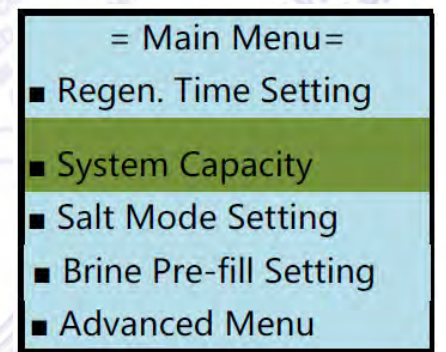 = Main Menu=
■ Regen. Time Setting
■ System Capacity
■ Salt Mode Setting
■ Brine Pre-fill Setting
■ Advanced Menu